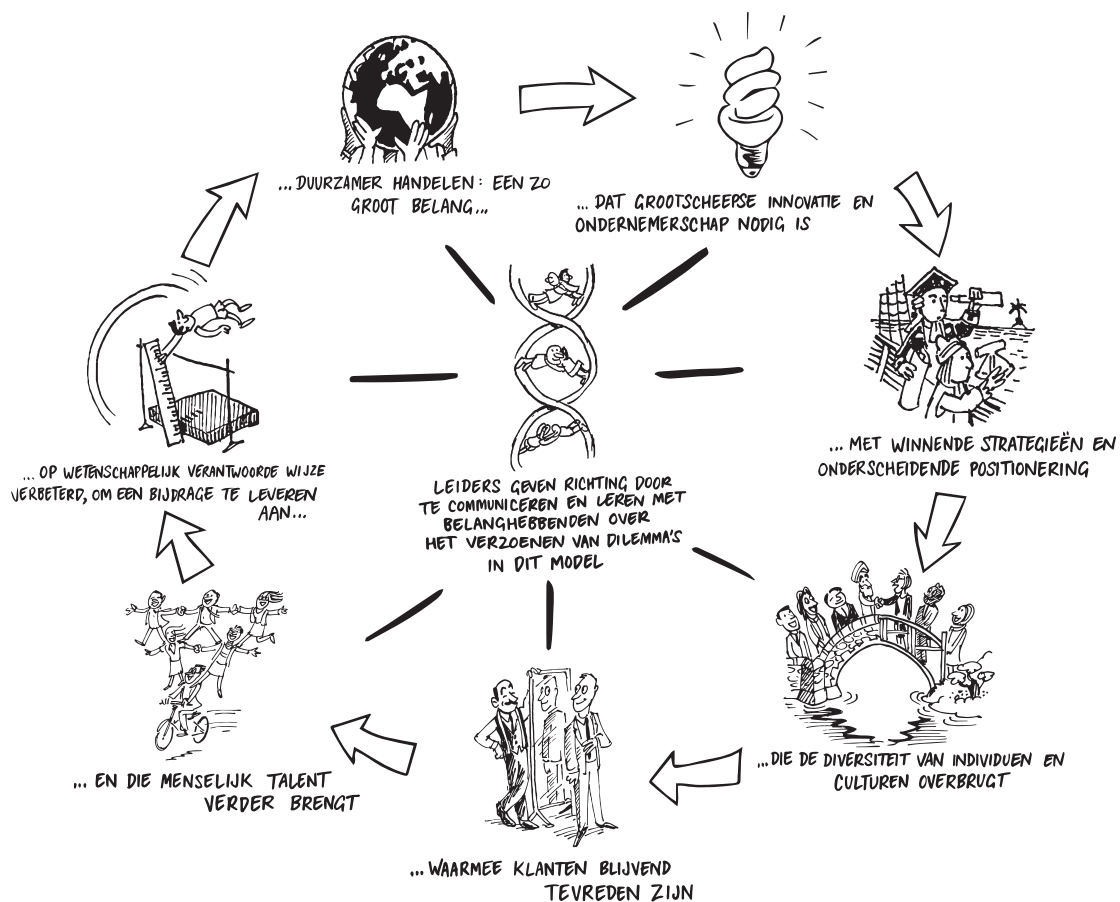 ...DUURZAMER HANDELEN: EEN ZO
GROOT BELANG...
... DAT GROOTSCHEEPSE INNOVATIE EN
ONDERNEMERSCHAP NODIG IS
... MET WINNENDE STRATEGIEËN EN
ONDERSCHEIDENDE POSITIONERING
...DIE DE DIVERSITEIT VAN INDIVIDUEN EN
CULTUREN OVERBRUGT
...WAARMEE KLANTEN BLIJVEND
TEVREDEN ZIJN
... EN DIE MENSELIJK TALENT
VERDER BRENGT
... OP WETENSCHAPPELIJK VERANTWOORDE WIJZE
VERBETERD, OM EEN BIJDRAGE TE LEVEREN
AAN...
LEIDERS GEVEN RICHTING DOOR
TE COMMUNICEREN EN LEREN MET
BELANGHEBBENDEN OVER
HET VERZOENEN VAN DILEMMA'S
IN DIT MODEL